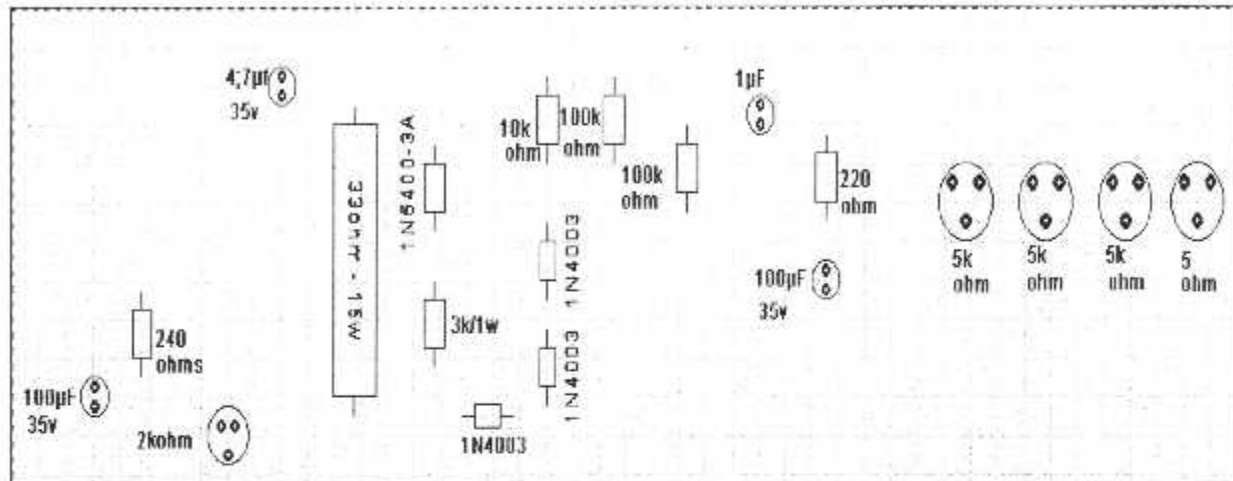 4,7µf
35v
33ohm - 15w
1N5400-3A
10k
ohm
100k
ohm
100k
ohm
1µF
220
ohm
5k
ohm
5k
ohm
5k
ohm
5
ohm
1N4003
100µF
35v
240
ohms
3k/1w
1N4003
100µF
35v
2kohm
1N4003